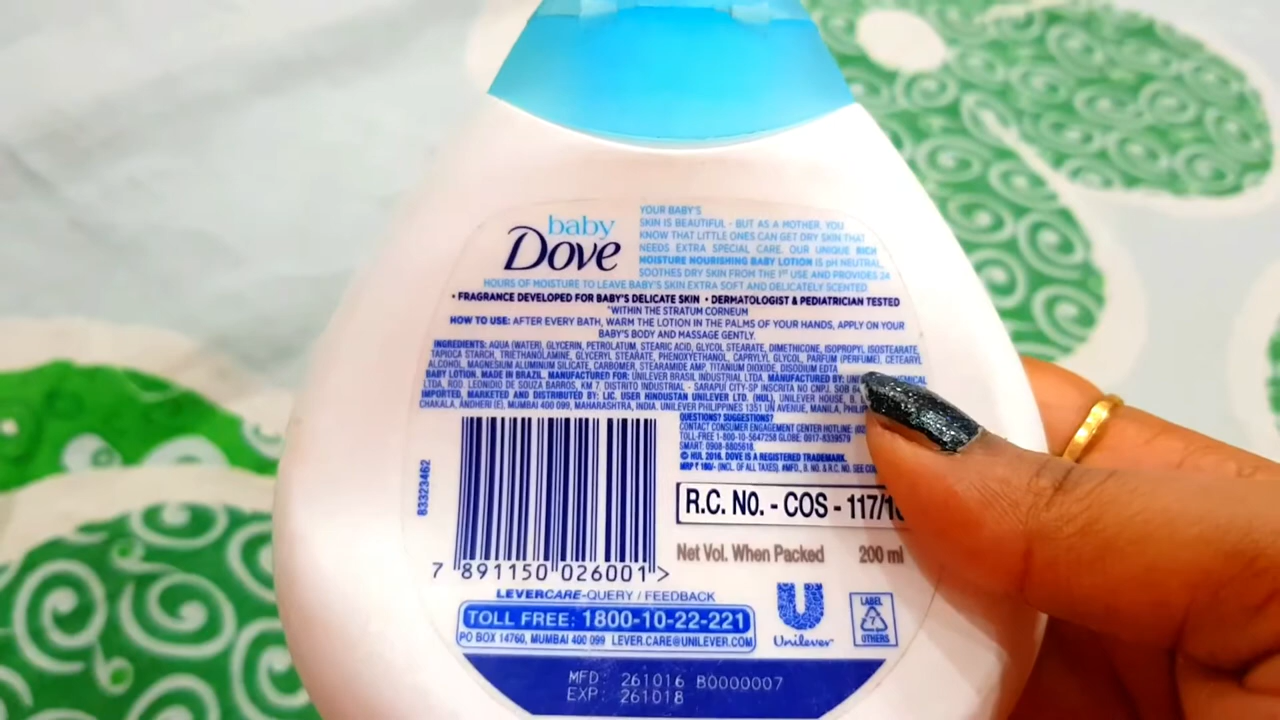 baby
Dove
YOUR BABY'S
SKIN IS BEAUTIFUL - BUT AS A MOTHER, YOU
KNOW THAT LITTLE ONES CAN GET DRY SKIN THAT
NEEDS EXTRA SPECIAL CARE. OUR UNIQUE RICH
MOISTURE NOURISHING BABY LOTION IS pH NEUTRAL,
SOOTHES DRY SKIN FROM THE 1ST USE AND PROVIDES 24
HOURS OF MOISTURE TO LEAVE BABY'S SKIN EXTRA SOFT AND DELICATELY SCENTED
• FRAGRANCE DEVELOPED FOR BABY'S DELICATE SKIN • DERMATOLOGIST & PEDIATRICIAN TESTED
*WITHIN THE STRATUM CORNEUM
HOW TO USE: AFTER EVERY BATH, WARM THE LOTION IN THE PALMS OF YOUR HANDS, APPLY ON YOUR
BABY'S BODY AND MASSAGE GENTLY.
INGREDIENTS: AQUA (WATER), GLYCERIN, PETROLATUM, STEARIC ACID, GLYCOL STEARATE, DIMETHICONE, ISOPROPYL ISOSTEARATE,
TAPIOCA STARCH, TRIETHANOLAMINE, GLYCERYL STEARATE, PHENOXYETHANOL, CAPRYLYL GLYCOL, PARFUM (PERFUME), CETEARYL
ALCOHOL, MAGNESIUM ALUMINUM SILICATE, CARBOMER, STEARAMIDE AMP, TITANIUM DIOXIDE, DISODIUM EDTA
BABY LOTION. MADE IN BRAZIL. MANUFACTURED FOR: UNILEVER BRASIL INDUSTRIAL LTDA. MANUFACTURED BY:
LTDA, ROD. LEONIDIO DE SOUZA BARROS, KM 7, DISTRITO INDUSTRIAL - SARAPUI CITY-SP INSCRITA NO CNPJ. SOB
IMPORTED, MARKETED AND DISTRIBUTED BY: LIC. USER HINDUSTAN UNILEVER LTD. (HUL), UNILEVER HOUSE, B.
CHAKALA, ANDHERI (E), MUMBAI 400 099, MAHARASHTRA, INDIA. UNILEVER PHILIPPINES 1351 UN AVENUE, MANILA,
QUESTIONS? SUGGESTIONS?
CONTACT CONSUMER ENGAGEMENT CENTER HOTLINE:
TOLL-FREE 1-800-10-5647258 GLOBE: 0917-8339579
SMART: 0908-8805618.
© HUL 2016. DOVE IS A REGISTERED TRADEMARK.
MRP ₹ 180/- (INCL. OF ALL TAXES). #MFD., B. NO. & R.C. NO. SEE
83323462
R.C. NO. - COS - 117/
Net Vol. When Packed 200 ml
7 891150 026001 >
LEVERCARE-QUERY / FEEDBACK
TOLL FREE: 1800-10-22-221
PO BOX 14760, MUMBAI 400 099 LEVER.CARE@UNILEVER.COM
Unilever
LABEL
7
OTHERS
MFD: 261016 B0000007
EXP: 261018